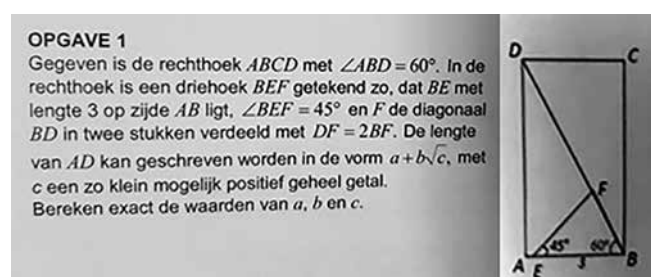 OPGAVE 1
Gegeven is de rechthoek ABCD met ∠ABD = 60°. In de
rechthoek is een driehoek BEF getekend zo, dat BE met
lengte 3 op zijde AB ligt, ∠BEF = 45° en F de diagonaal
BD in twee stukken verdeeld met DF = 2BF. De lengte
van AD kan geschreven worden in de vorm a+b√c, met
c een zo klein mogelijk positief geheel getal.
Bereken exact de waarden van a, b en c.
D C
F
45° 60°
A E 3 B